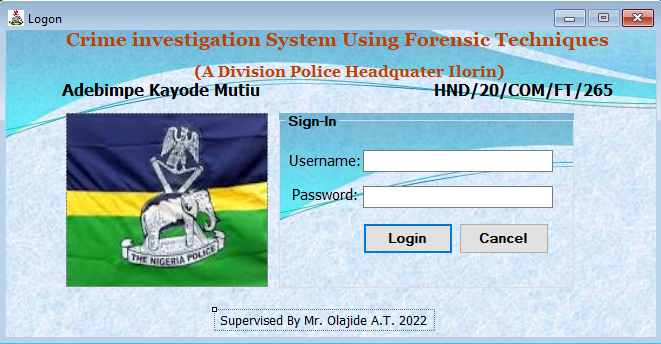 Logon
Crime investigation System Using Forensic Techniques
(A Division Police Headquater Ilorin)
Adebimpe Kayode Mutiu HND/20/COM/FT/265
Sign-In
Username:
Password:
Login Cancel
THE NIGERIA POLICE
Supervised By Mr. Olajide A.T. 2022